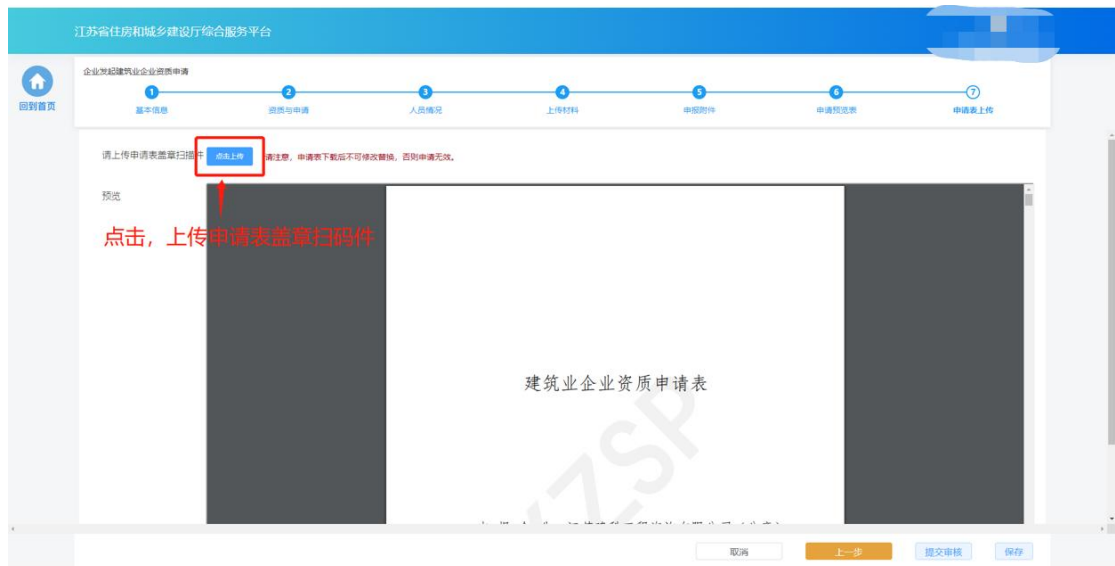 江苏省住房和城乡建设厅综合服务平台
回到首页
企业发起建筑业企业资质申请
1 2 3 4 5 6 7
基本信息 资质与申请 人员情况 上传材料 申报附件 申请预览表 申请表上传
请上传申请表盖章扫描件 点击上传 请注意，申请表下载后不可修改替换，否则申请无效。
预览
点击，上传申请表盖章扫码件
建筑业企业资质申请表
ZSP
取消 上一步 提交审核 保存